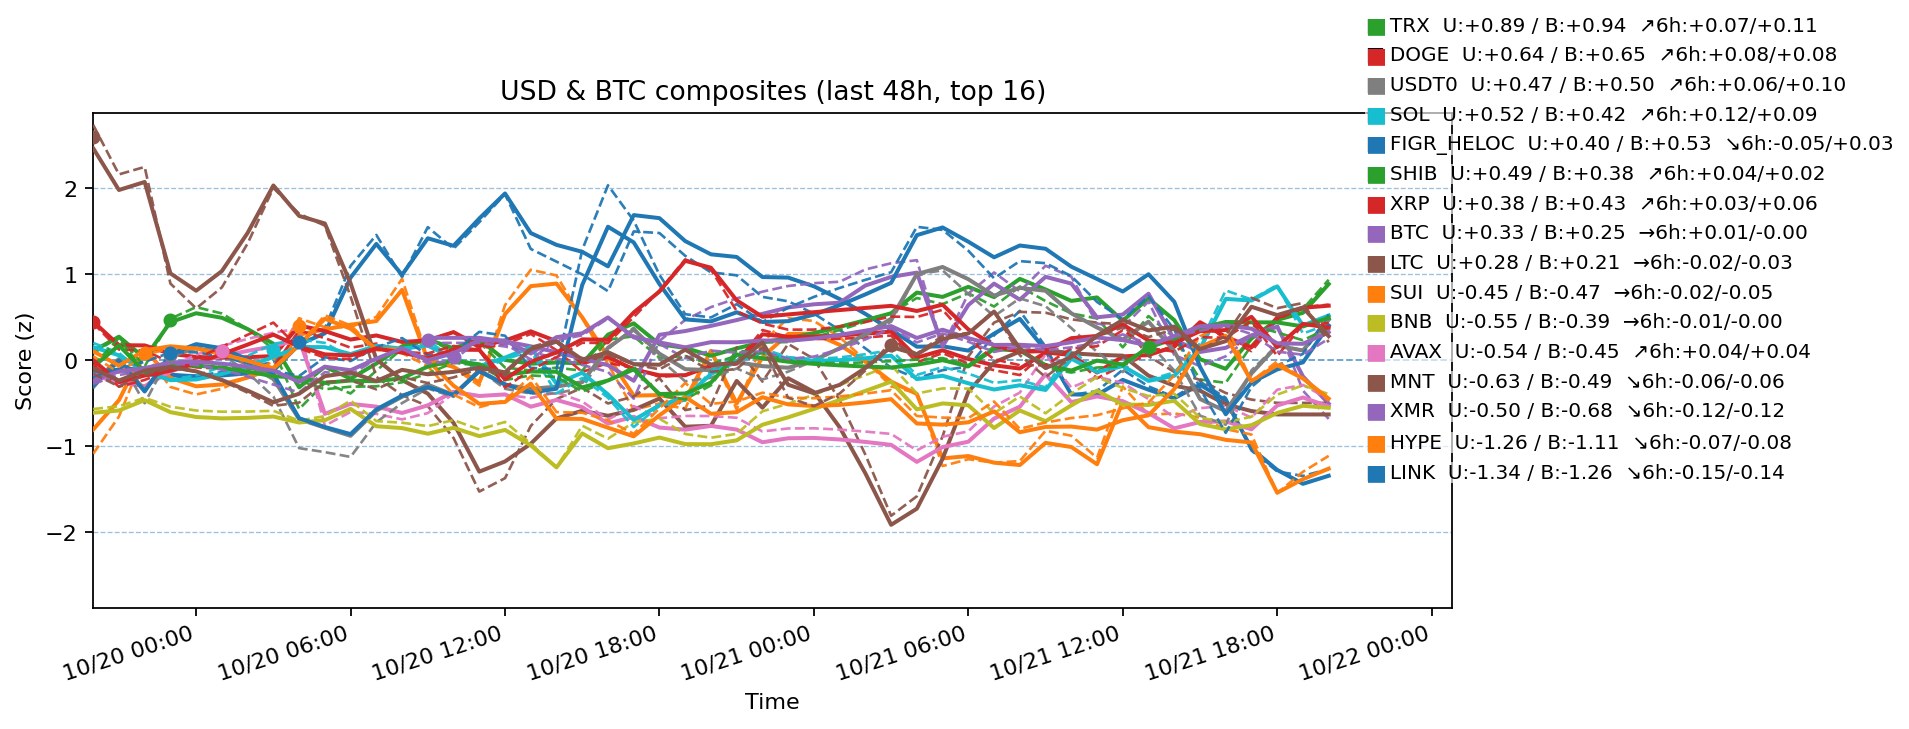 USD & BTC composites (last 48h, top 16)
TRX U:+0.89 / B:+0.94 ↗6h:+0.07/+0.11
DOGE U:+0.64 / B:+0.65 ↗6h:+0.08/+0.08
USDT0 U:+0.47 / B:+0.50 ↗6h:+0.06/+0.10
SOL U:+0.52 / B:+0.42 ↗6h:+0.12/+0.09
FIGR_HELOC U:+0.40 / B:+0.53 ↘6h:-0.05/+0.03
SHIB U:+0.49 / B:+0.38 ↗6h:+0.04/+0.02
XRP U:+0.38 / B:+0.43 ↗6h:+0.03/+0.06
BTC U:+0.33 / B:+0.25 →6h:+0.01/-0.00
LTC U:+0.28 / B:+0.21 →6h:-0.02/-0.03
SUI U:-0.45 / B:-0.47 →6h:-0.02/-0.05
BNB U:-0.55 / B:-0.39 →6h:-0.01/-0.00
AVAX U:-0.54 / B:-0.45 ↗6h:+0.04/+0.04
MNT U:-0.63 / B:-0.49 ↘6h:-0.06/-0.06
XMR U:-0.50 / B:-0.68 ↘6h:-0.12/-0.12
HYPE U:-1.26 / B:-1.11 ↘6h:-0.07/-0.08
LINK U:-1.34 / B:-1.26 ↘6h:-0.15/-0.14
Score (z)
2
1
0
−1
−2
10/20 00:00
10/20 06:00
10/20 12:00
10/20 18:00
10/21 00:00
10/21 06:00
10/21 12:00
10/21 18:00
10/22 00:00
Time